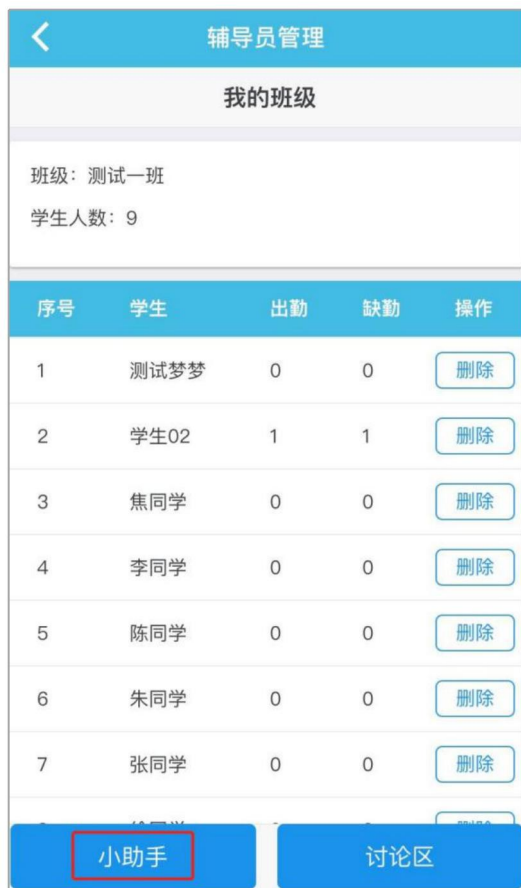 辅导员管理
我的班级
班级：测试一班
学生人数：9
序号 学生 出勤 缺勤 操作
1 测试梦梦 0 0 删除
2 学生02 1 1 删除
3 焦同学 0 0 删除
4 李同学 0 0 删除
5 陈同学 0 0 删除
6 朱同学 0 0 删除
7 张同学 0 0 删除
小助手 讨论区